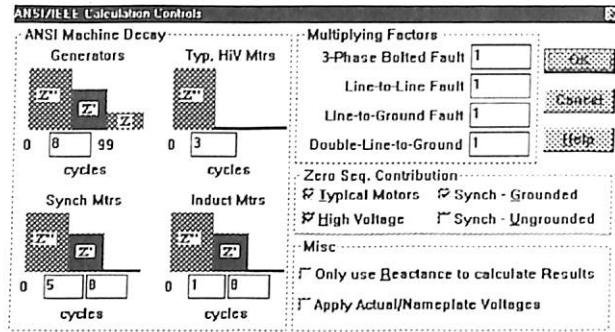 ANSI/IEEE Calculation Controls
ANSI Machine Decay
Generators
Z''
Z'
Z
0 8 99
cycles
Typ, HiV Mtrs
Z''
0 3
cycles
Synch Mtrs
Z''
Z'
0 5 8
cycles
Induct Mtrs
Z''
Z'
0 1 8
cycles
Multiplying Factors
3-Phase Bolted Fault 1
Line-to-Line Fault 1
Line-to-Ground Fault 1
Double-Line-to-Ground 1
OK
Cancel
Help
Zero Seq. Contribution
Typical Motors
Synch - Grounded
High Voltage
Synch - Ungrounded
Misc
Only use Reactance to calculate Results
Apply Actual/Nameplate Voltages